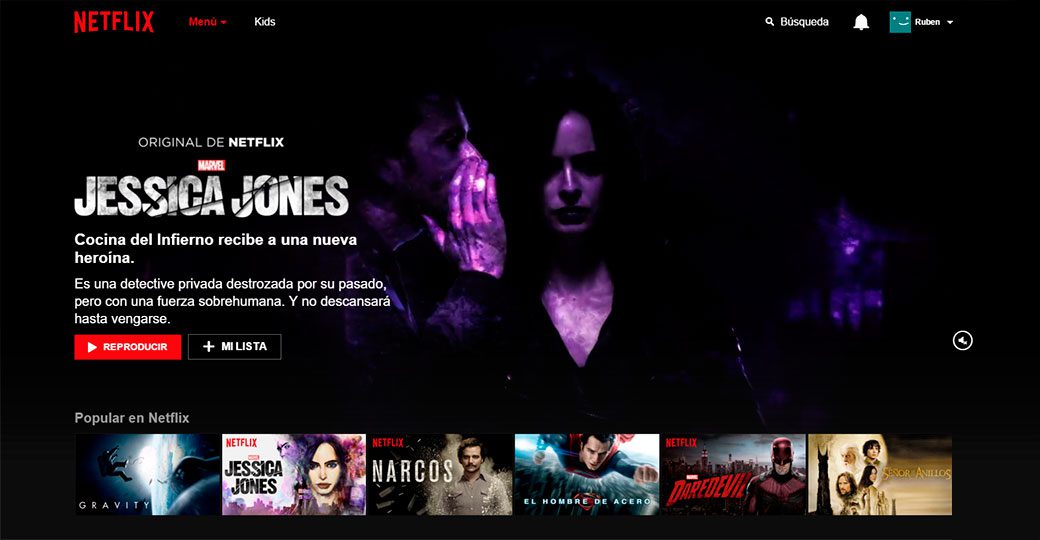 NETFLIX
Menú
Kids
Búsqueda
Ruben
ORIGINAL DE NETFLIX
MARVEL
JESSICA JONES
Cocina del Infierno recibe a una nueva
heroína.
Es una detective privada destrozada por su pasado,
pero con una fuerza sobrehumana. Y no descansará
hasta vengarse.
REPRODUCIR
MI LISTA
Popular en Netflix
GRAVITY
NETFLIX
MARVEL
JESSICA
JONES
NETFLIX
NARCOS
EL HOMBRE DE ACERO
NETFLIX
MARVEL
DAREDEVIL
SEÑOR DE LOS ANILLOS